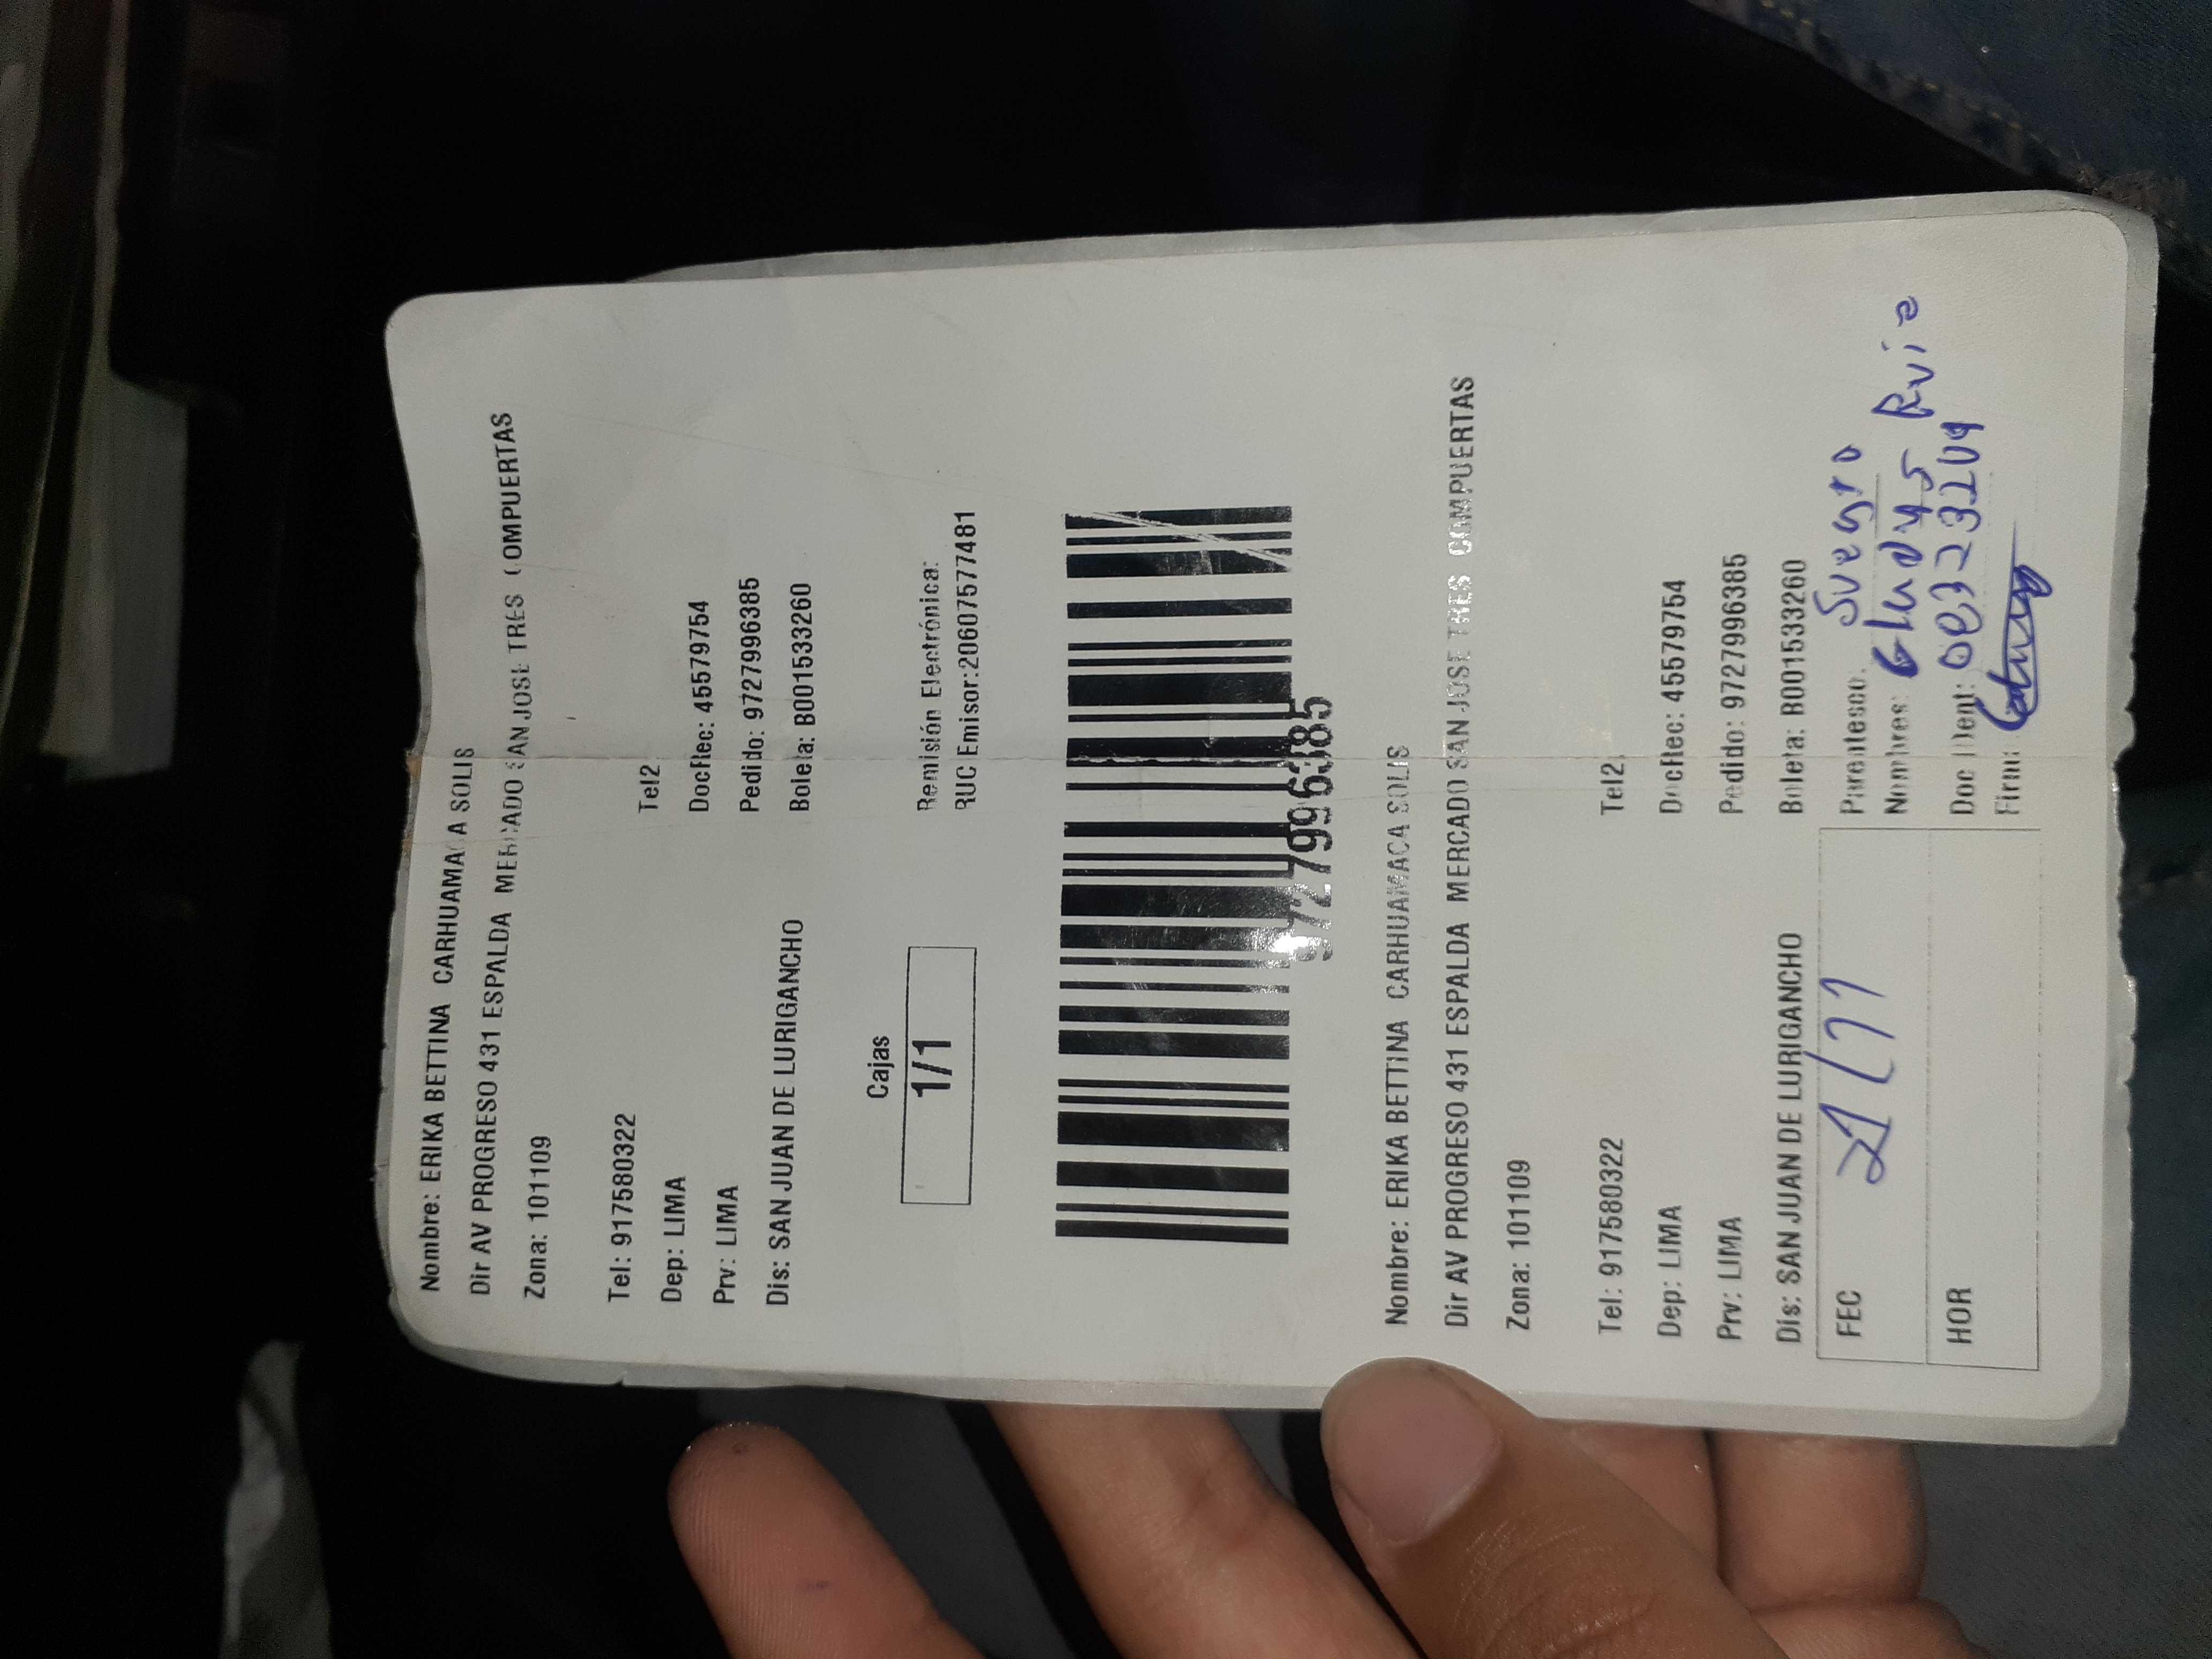 Nombre: ERIKA BETTINA CARHUAMACA SOLIS
Dir AV PROGRESO 431 ESPALDA MERCADO SAN JOSE TRES COMPUERTAS
Zona: 101109
Tel: 917580322 Tel2
Dep: LIMA DocRec: 45579754
Prv: LIMA Pedido: 9727996385
Dis: SAN JUAN DE LURIGANCHO Boleta: B001533260
Cajas Remisión Electrónica:
1/1 RUC Emisor:20607577481
9727996385
Nombre: ERIKA BETTINA CARHUAMACA SOLIS
Dir AV PROGRESO 431 ESPALDA MERCADO SAN JOSE TRES COMPUERTAS
Zona: 101109
Tel: 917580322 Tel2
Dep: LIMA DocRec: 45579754
Prv: LIMA Pedido: 9727996385
Dis: SAN JUAN DE LURIGANCHO Boleta: B001533260
FEC 21/11 Parentesco: Suegro
Nombres: Gladys Ruiz
HOR Doc Ident:
Firma: